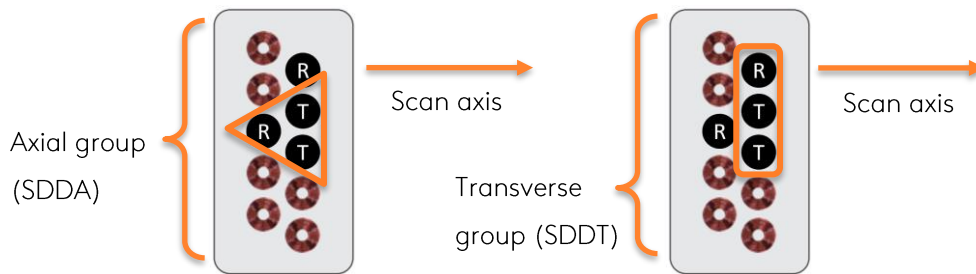 Axial group
(SDDA)
R
T
R
T
Scan axis
Transverse
group (SDDT)
R
T
R
T
Scan axis